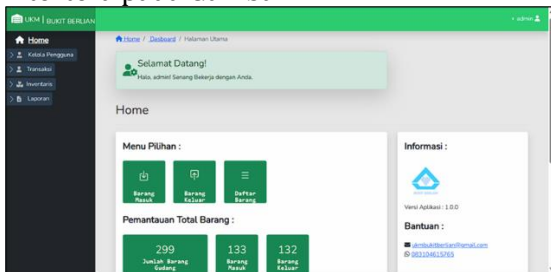 UKM | BUKIT BERLIAN
admin
Home
Kelola Pengguna
Transaksi
Inventaris
Laporan
Home / Dasboard / Halaman Utama
Selamat Datang!
Halo, admin! Senang Bekerja dengan Anda.
Home
Menu Pilihan :
Barang Masuk
Barang Keluar
Daftar Barang
Pemantauan Total Barang :
299
Jumlah Barang Gudang
133
Barang Masuk
132
Barang Keluar
Informasi :
Versi Aplikasi : 1.0.0
Bantuan :
ukmbukitberlian@gmail.com
083104615765